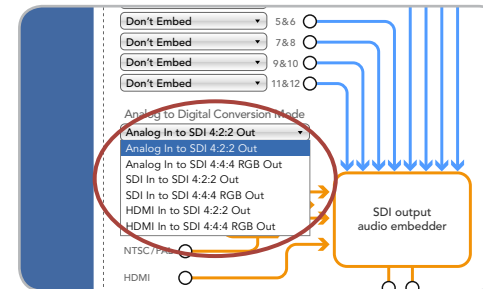 Don't Embed 5&6
Don't Embed 7&8
Don't Embed 9&10
Don't Embed 11&12
Analog to Digital Conversion Mode
Analog In to SDI 4:2:2 Out
Analog In to SDI 4:2:2 Out
Analog In to SDI 4:4:4 RGB Out
SDI In to SDI 4:2:2 Out
SDI In to SDI 4:4:4 RGB Out
HDMI In to SDI 4:2:2 Out
HDMI In to SDI 4:4:4 RGB Out
SDI output
audio embedder
NTSC/PAL
HDMI